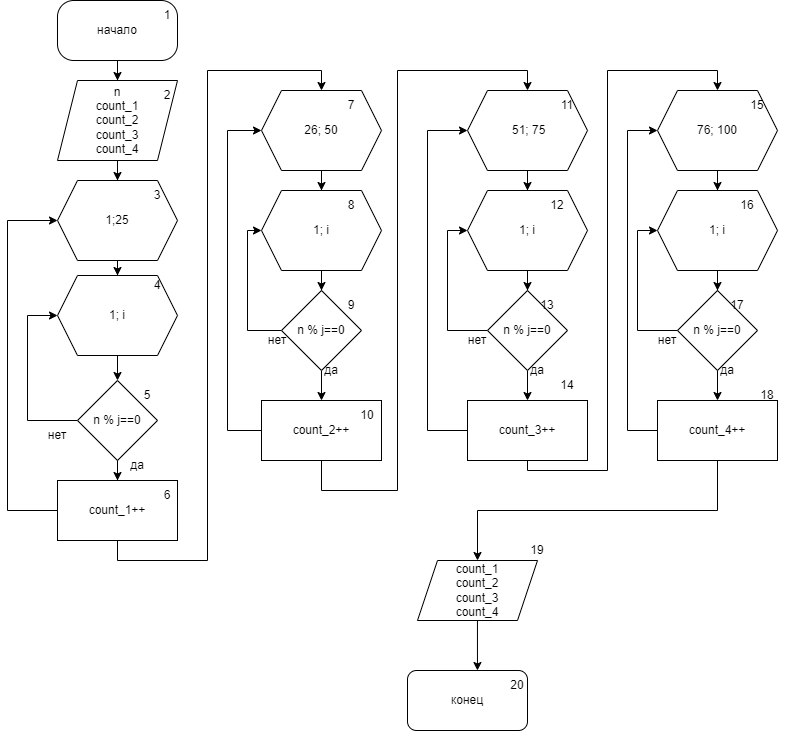 1
начало
2
n
count_1
count_2
count_3
count_4
3
1;25
4
1; i
5
n % j==0
нет
да
6
count_1++
7
26; 50
8
1; i
9
n % j==0
нет
да
10
count_2++
11
51; 75
12
1; i
13
n % j==0
нет
да
14
count_3++
15
76; 100
16
1; i
17
n % j==0
нет
да
18
count_4++
19
count_1
count_2
count_3
count_4
20
конец